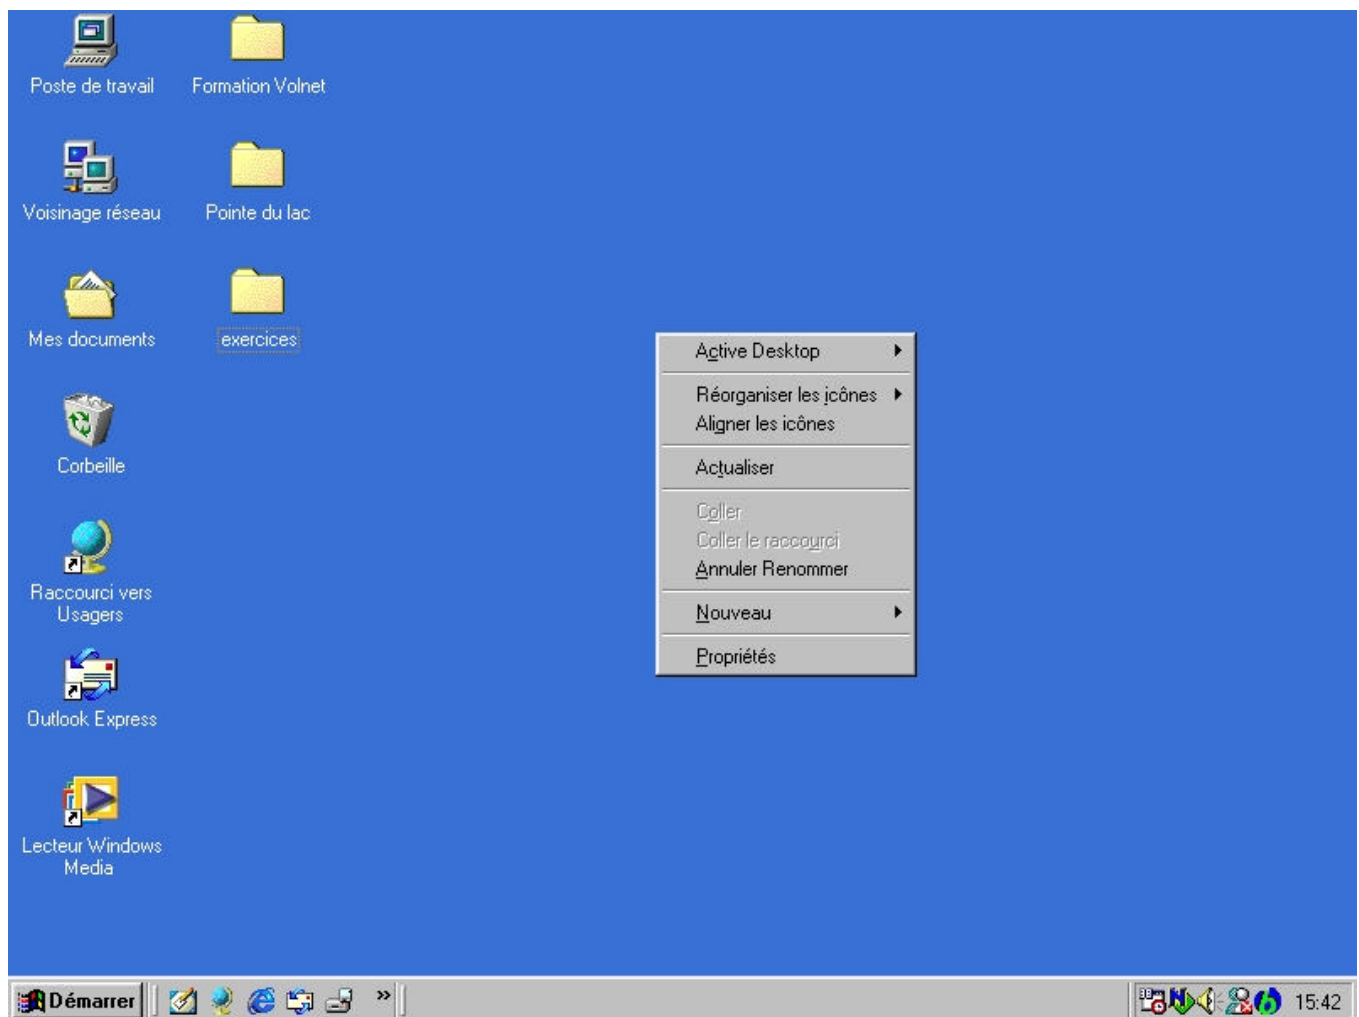 Poste de travail
Formation Volnet
Voisinage réseau
Pointe du lac
Mes documents
exercices
Corbeille
Raccourci vers
Usagers
Outlook Express
Lecteur Windows
Media
Active Desktop
Réorganiser les icônes
Aligner les icônes
Actualiser
Coller
Coller le raccourci
Annuler Renommer
Nouveau
Propriétés
Démarrer
»
15:42